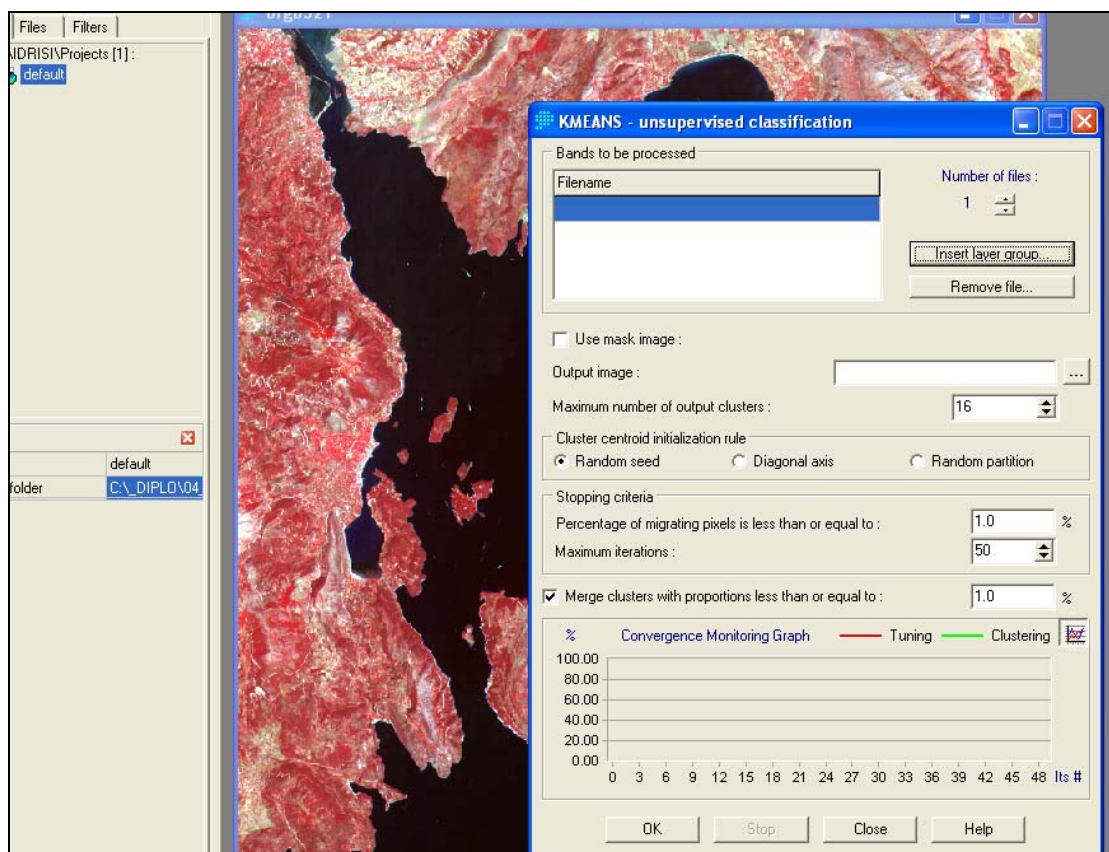 Files Filters
\IDRISI\Projects [1] :
default
default
folder C:\_DIPLO\04_
KMEANS - unsupervised classification
Bands to be processed
Filename
Number of files :
1
Insert layer group...
Remove file...
Use mask image :
Output image :
...
Maximum number of output clusters : 16
Cluster centroid initialization rule
Random seed Diagonal axis Random partition
Stopping criteria
Percentage of migrating pixels is less than or equal to : 1.0 %
Maximum iterations : 50
Merge clusters with proportions less than or equal to : 1.0 %
% Convergence Monitoring Graph Tuning Clustering
100.00
80.00
60.00
40.00
20.00
0.00
0 3 6 9 12 15 18 21 24 27 30 33 36 39 42 45 48 Its #
OK Stop Close Help